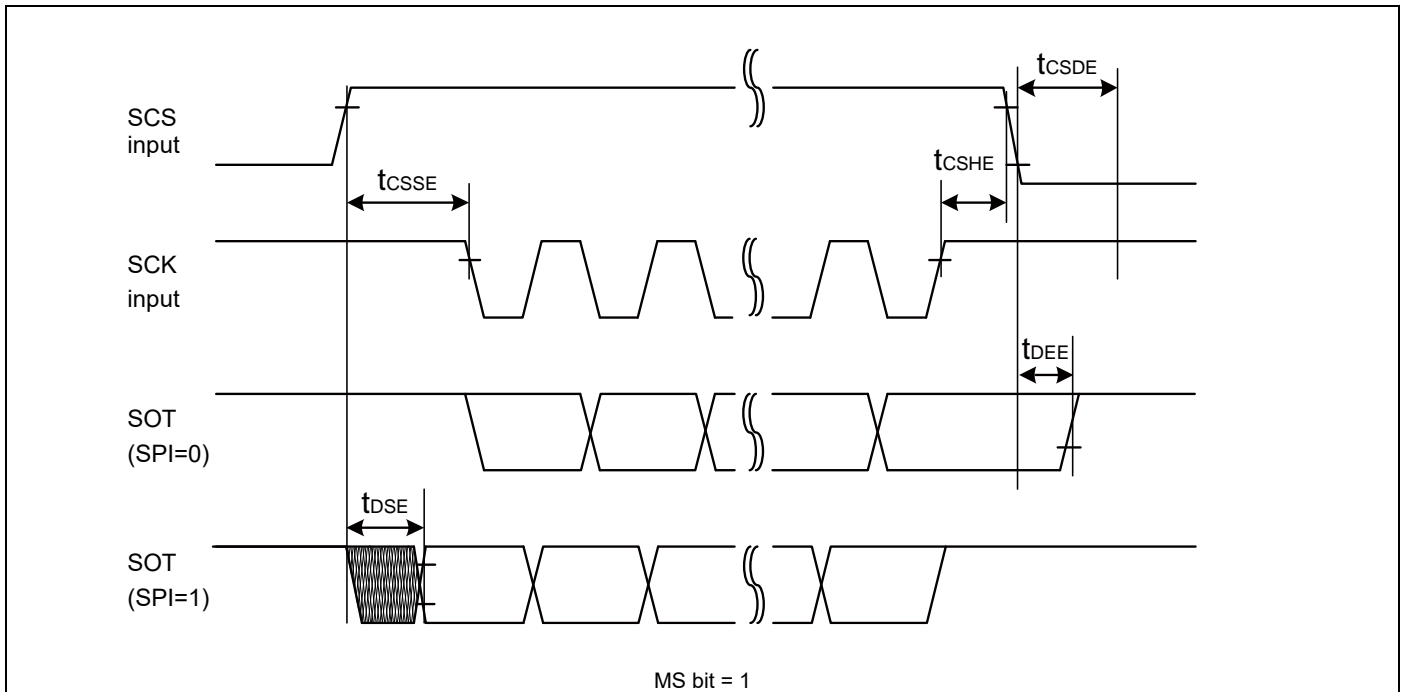 tCSDE
SCS
input
tCSHE
tCSSE
SCK
input
tDEE
SOT
(SPI=0)
tDSE
SOT
(SPI=1)
MS bit = 1